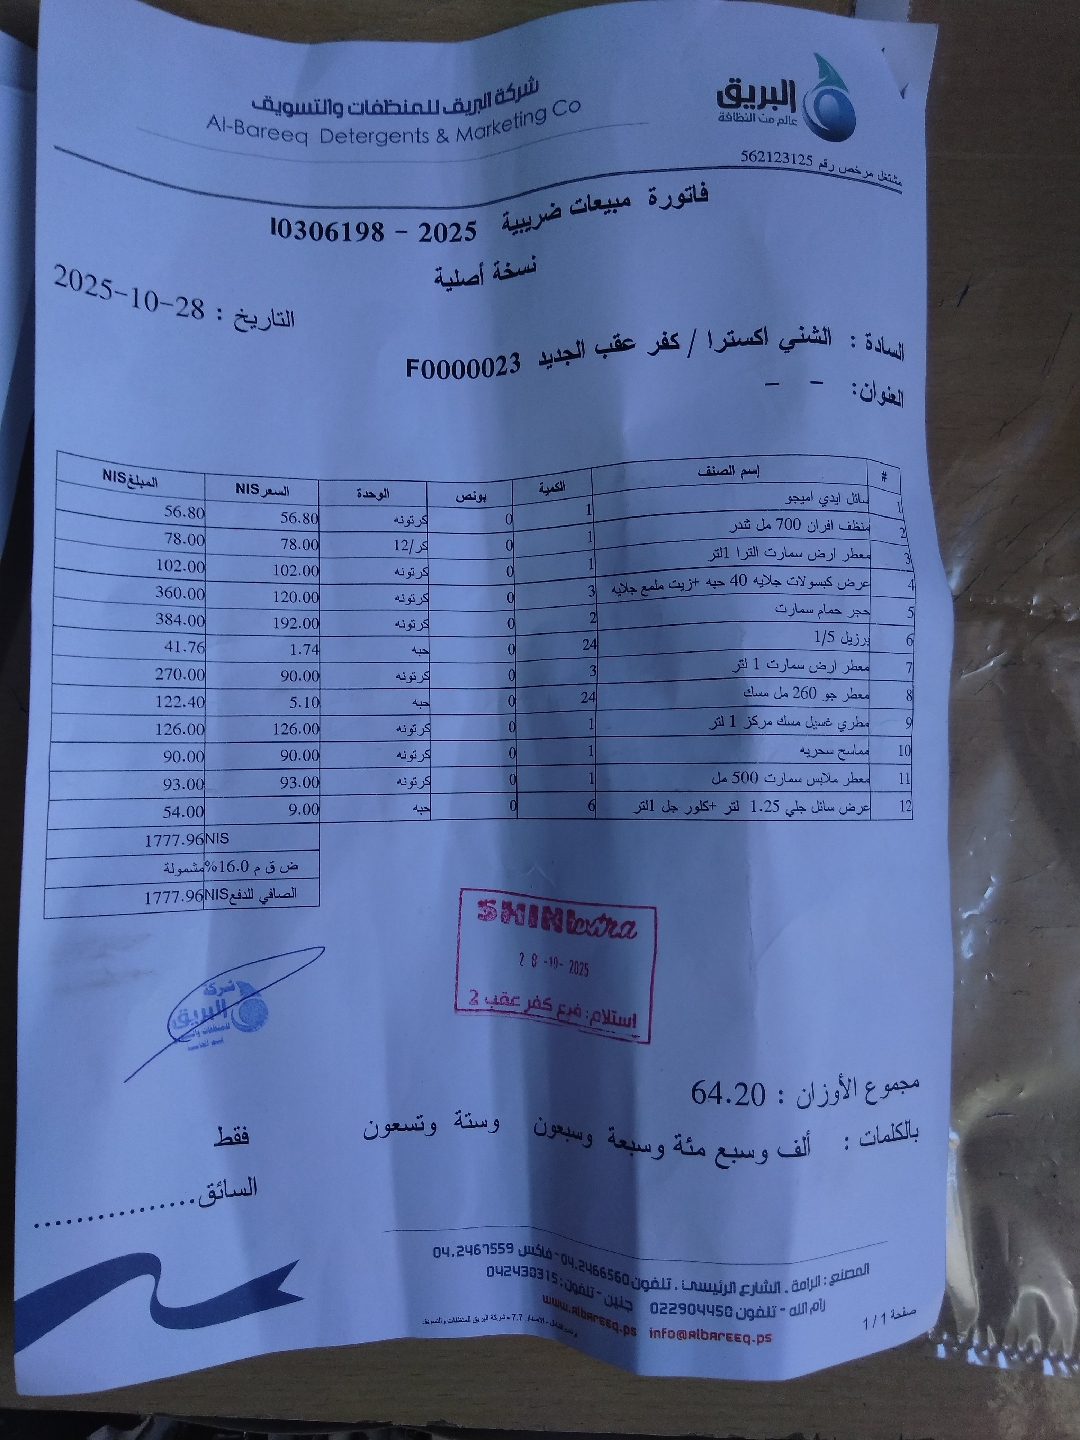 البريق
عالم من النظافة
شركة البريق للمنظفات والتسويق
Al-Bareeq Detergents & Marketing Co
مشتغل مرخص رقم 562123125
فاتورة مبيعات ضريبية 2025 - I0306198
نسخة أصلية
التاريخ : 28-10-2025
السادة : الشني اكسترا / كفر عقب الجديد F0000023
العنوان: - -
# إسم الصنف الكمية بونص الوحدة السعرNIS المبلغNIS
1 سائل ايدي اميجو 1 0 كرتونه 56.80 56.80
2 منظف افران 700 مل ثندر 1 0 كر/12 78.00 78.00
3 معطر ارض سمارت الترا 1لتر 1 0 كرتونه 102.00 102.00
4 عرض كبسولات جلايه 40 حبه +زيت ملمع جلايه 3 0 كرتونه 120.00 360.00
5 حجر حمام سمارت 2 0 كرتونه 192.00 384.00
6 برزيل 1/5 24 0 حبه 1.74 41.76
7 معطر ارض سمارت 1 لتر 3 0 كرتونه 90.00 270.00
8 معطر جو 260 مل مسك 24 0 حبه 5.10 122.40
9 مطري غسيل مسك مركز 1 لتر 1 0 كرتونه 126.00 126.00
10 مماسح سحريه 1 0 كرتونه 90.00 90.00
11 معطر ملابس سمارت 500 مل 1 0 كرتونه 93.00 93.00
12 عرض سائل جلي 1.25 لتر +كلور جل 1لتر 6 0 حبه 9.00 54.00
NIS 1777.96
ض ق م 16.0% مشمولة
الصافي للدفعNIS 1777.96
SHINI extra
28-10-2025
استلام: فرع كفر عقب 2
شركة
البريق
مجموع الأوزان : 64.20
بالكلمات : ألف وسبع مئة وسبعة وسبعون وستة وتسعون فقط
السائق................
المصنع : الرامة . الشارع الرئيسي . تلفون 04.2466560 - فاكس 04.2467559
رام الله - تلفون 022904450 جنين - تلفون: 042430315
www.albareeq.ps info@albareeq.ps
صفحة 1 / 1